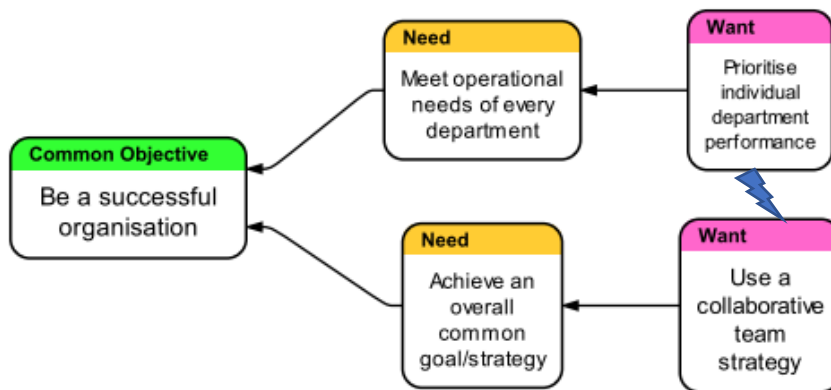 Need
Meet operational
needs of every
department
Want
Prioritise
individual
department
performance
Common Objective
Be a successful
organisation
Need
Achieve an
overall
common
goal/strategy
Want
Use a
collaborative
team
strategy